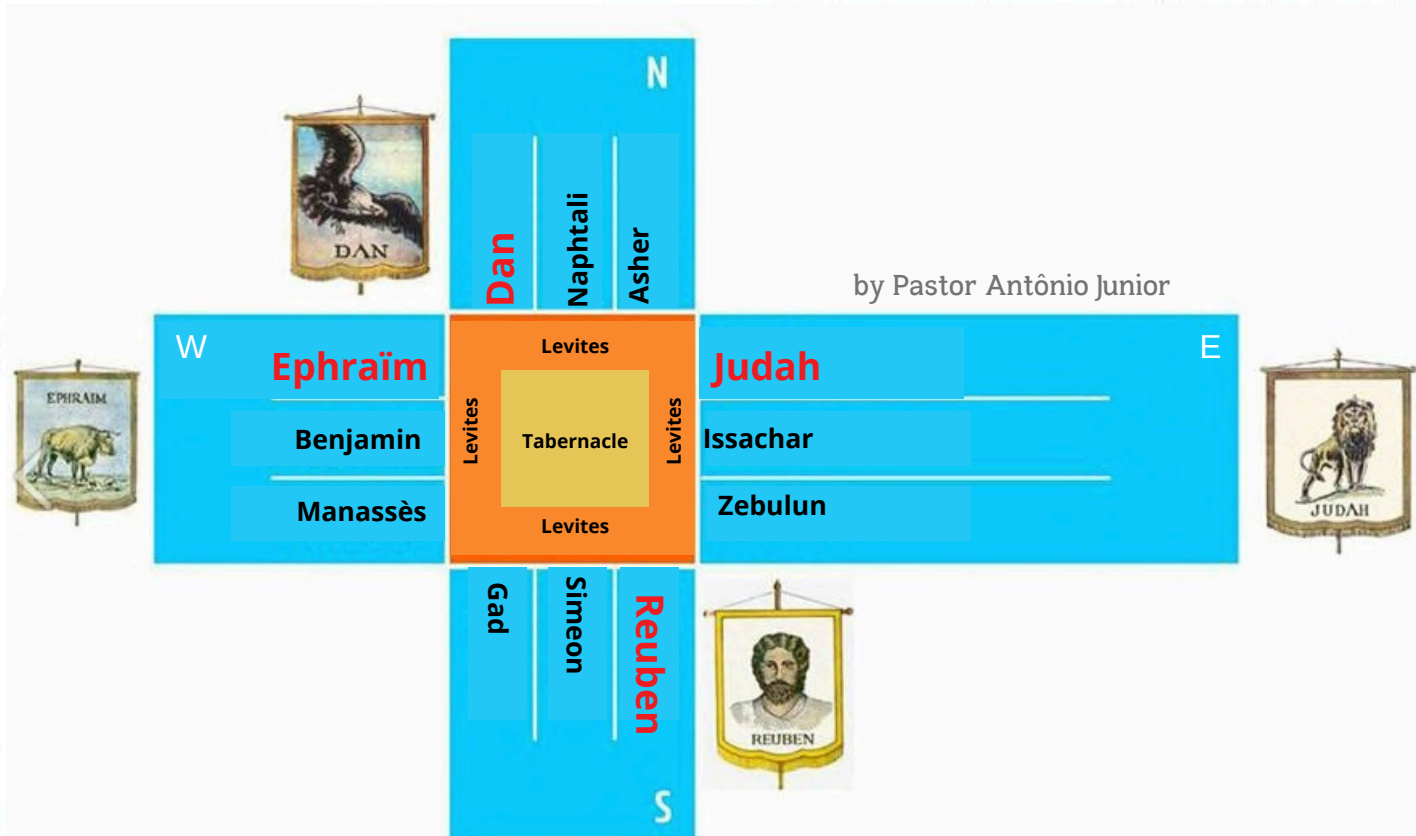 N
DAN
Dan
Naphtali
Asher
by Pastor Antônio Junior
W
Ephraïm
Levites
Judah
E
EPHRAIM
Benjamin
Levites
Tabernacle
Levites
Issachar
Manassès
Levites
Zebulun
JUDAH
Gad
Simeon
Reuben
REUBEN
S